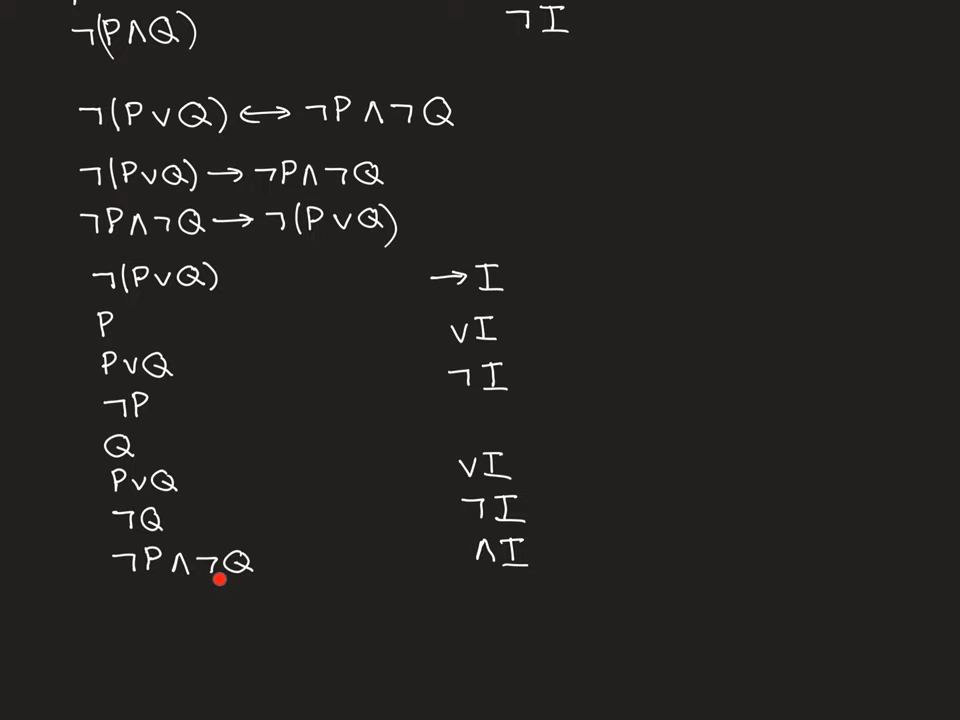 ¬(P∧Q) ¬I
¬(P∨Q) ⟷ ¬P∧¬Q
¬(P∨Q) → ¬P∧¬Q
¬P∧¬Q → ¬(P∨Q)
¬(P∨Q) → I
P ∨I
P∨Q ¬I
¬P
Q
P∨Q ∨I
¬Q ¬I
¬P∧¬Q ∧I